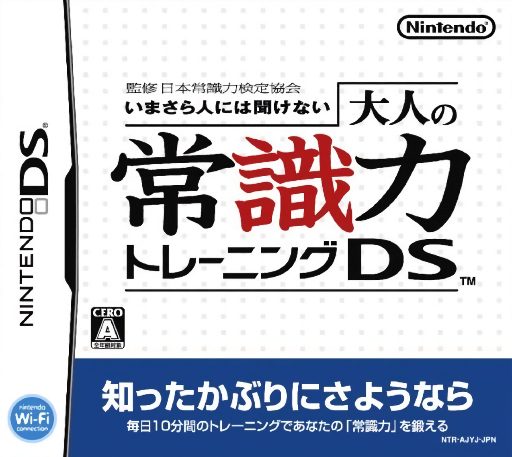 Nintendo®
NINTENDO DS®
監修 日本常識力検定協会
いまさら人には聞けない
大人の
常識力
トレーニングDS™
CERO
A
全年齢対象
知ったかぶりにさようなら
毎日10分間のトレーニングであなたの「常識力」を鍛える
nintendo
Wi-Fi
connection
NTR-AJYJ-JPN